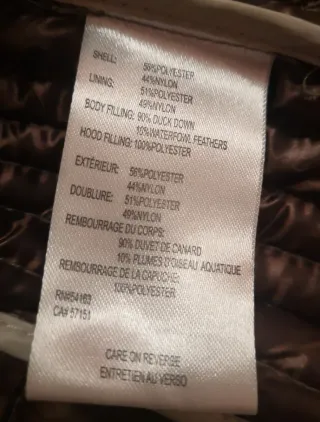 SHELL: 56%POLYESTER
44%NYLON
LINING: 51%POLYESTER
49%NYLON
BODY FILLING: 90% DUCK DOWN
10%WATERFOWL FEATHERS
HOOD FILLING: 100%POLYESTER
EXTÉRIEUR: 56%POLYESTER
44%NYLON
DOUBLURE: 51%POLYESTER
49%NYLON
REMBOURRAGE DU CORPS:
90% DUVET DE CANARD
10% PLUMES D'OISEAU AQUATIQUE
REMBOURRAGE DE LA CAPUCHE:
100%POLYESTER
RN#54163
CA# 57151
CARE ON REVERSE
ENTRETIEN AU VERSO